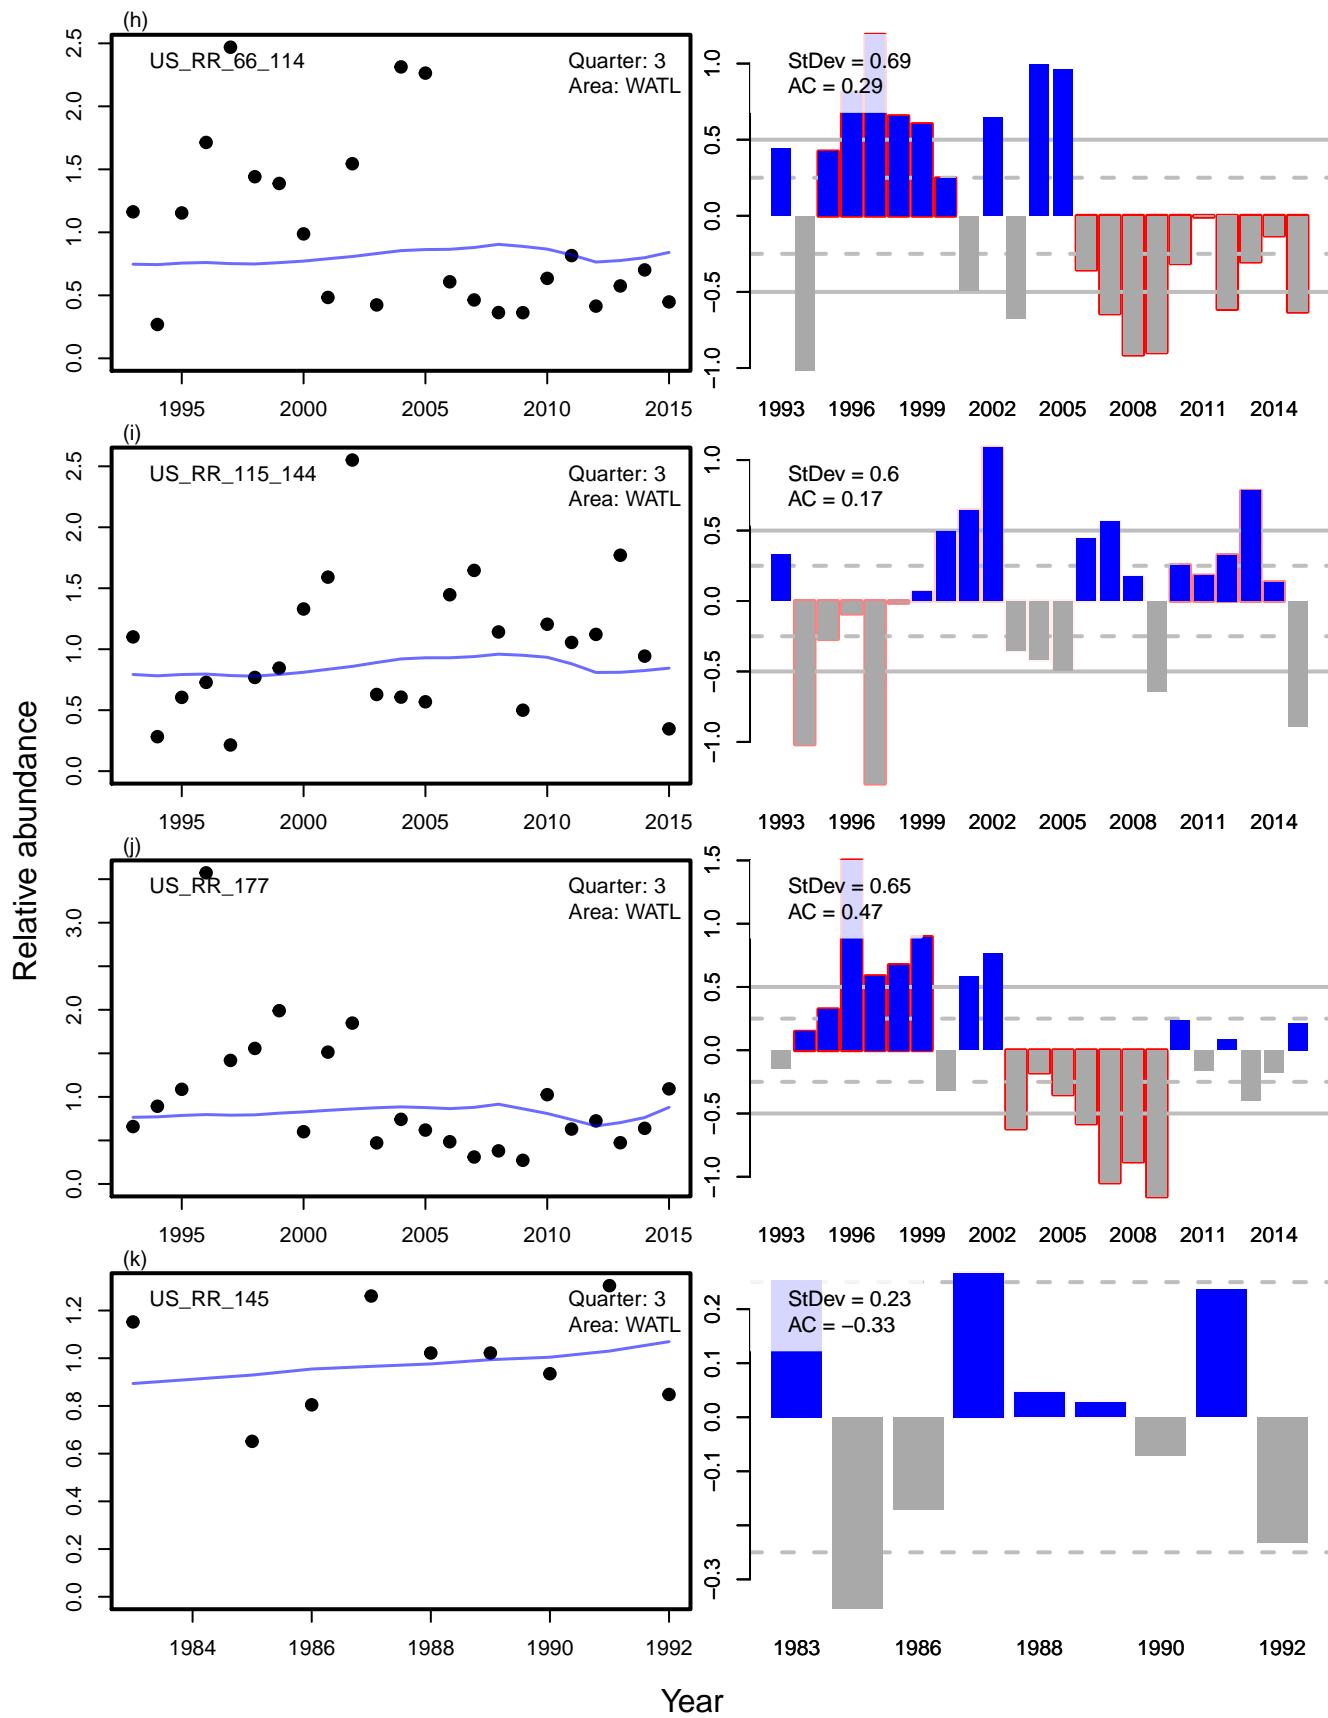 (h)
US_RR_66_114
Quarter: 3
Area: WATL
0.0 0.5 1.0 1.5 2.0 2.5
1995 2000 2005 2010 2015
StDev = 0.69
AC = 0.29
−1.0 −0.5 0.0 0.5 1.0
1993 1996 1999 2002 2005 2008 2011 2014
(i)
US_RR_115_144
Quarter: 3
Area: WATL
0.0 0.5 1.0 1.5 2.0 2.5
1995 2000 2005 2010 2015
StDev = 0.6
AC = 0.17
−1.0 −0.5 0.0 0.5 1.0
1993 1996 1999 2002 2005 2008 2011 2014
(j)
US_RR_177
Quarter: 3
Area: WATL
0.0 1.0 2.0 3.0
1995 2000 2005 2010 2015
StDev = 0.65
AC = 0.47
−1.0 −0.5 0.0 0.5 1.0 1.5
1993 1996 1999 2002 2005 2008 2011 2014
(k)
US_RR_145
Quarter: 3
Area: WATL
0.0 0.2 0.4 0.6 0.8 1.0 1.2
1984 1986 1988 1990 1992
StDev = 0.23
AC = −0.33
−0.3 −0.1 0.0 0.1 0.2
1983 1986 1988 1990 1992
Relative abundance
Year